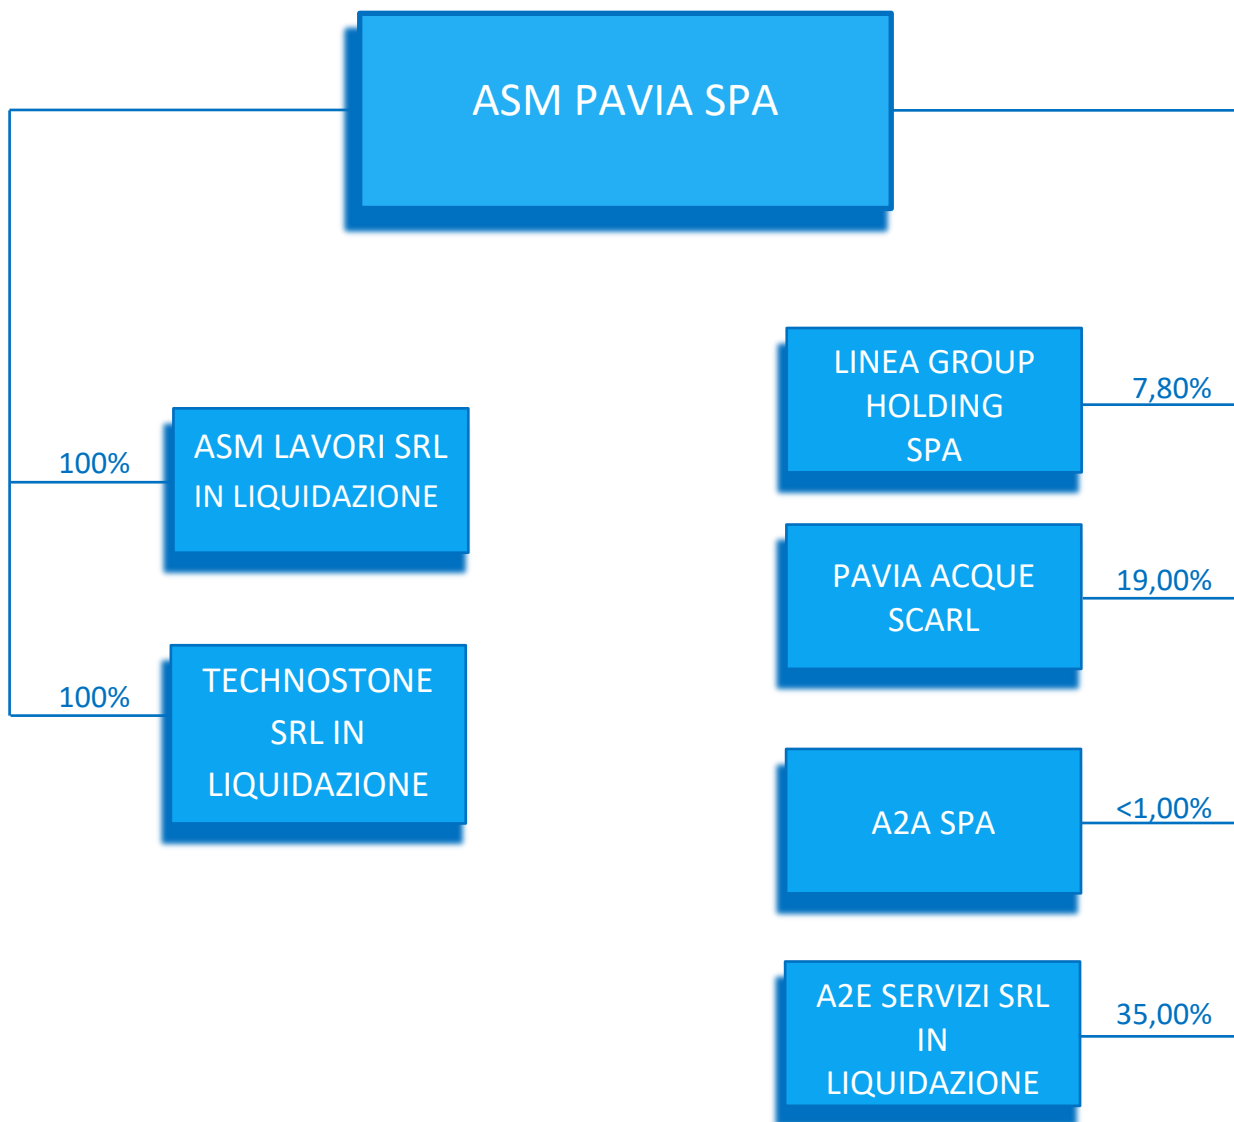 ASM PAVIA SPA
100%
ASM LAVORI SRL
IN LIQUIDAZIONE
100%
TECHNOSTONE
SRL IN
LIQUIDAZIONE
LINEA GROUP
HOLDING
SPA
7,80%
PAVIA ACQUE
SCARL
19,00%
A2A SPA
<1,00%
A2E SERVIZI SRL
IN
LIQUIDAZIONE
35,00%